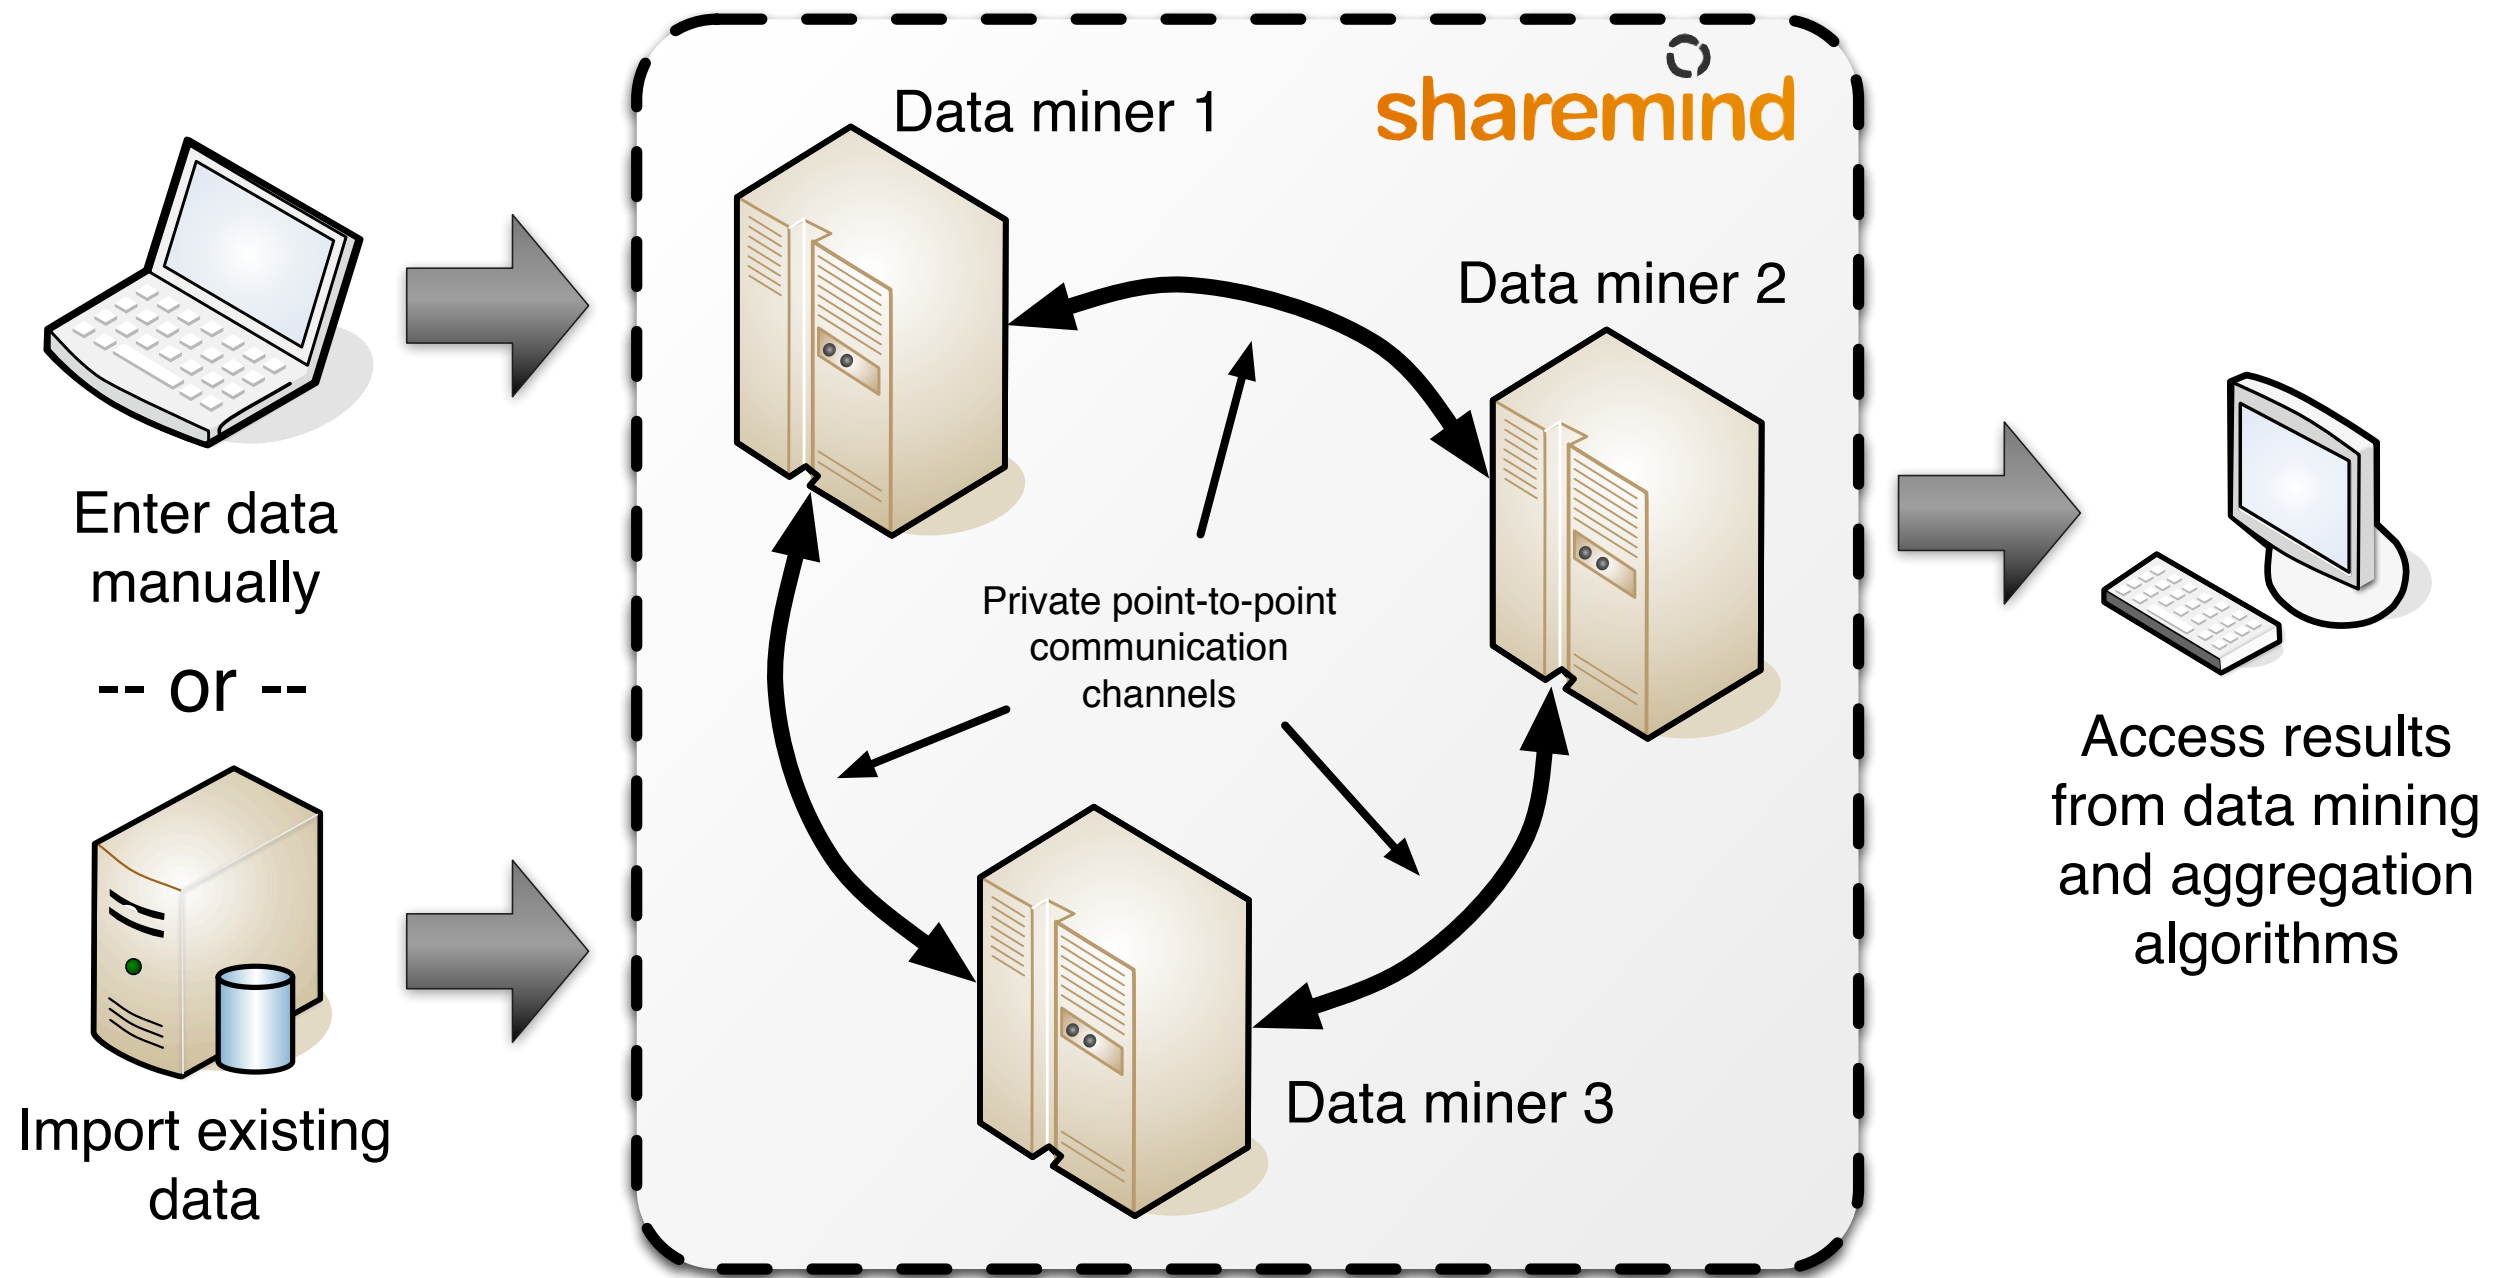 Enter data
manually
-- or --
Import existing
data
sharemind
Data miner 1
Data miner 2
Private point-to-point
communication
channels
Data miner 3
Access results
from data mining
and aggregation
algorithms